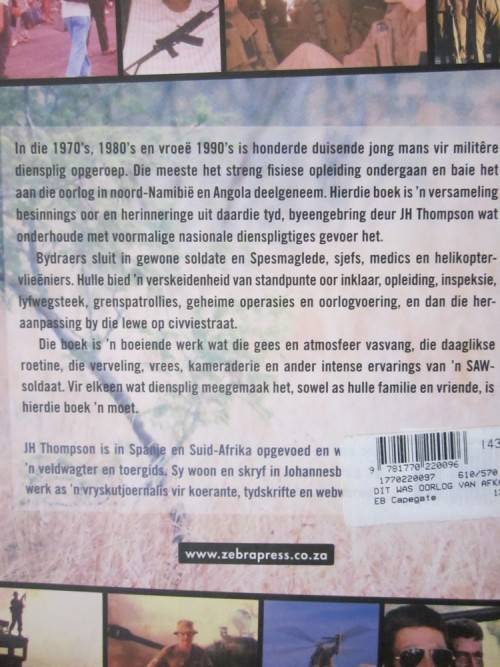 In die 1970's, 1980's en vroeë 1990's is honderde duisende jong mans vir militêre
diensplig opgeroep. Die meeste het streng fisiese opleiding ondergaan en baie het
aan die oorlog in noord-Namibië en Angola deelgeneem. Hierdie boek is 'n versameling
besinnings oor en herinneringe uit daardie tyd, byeengebring deur JH Thompson wat
onderhoude met voormalige nasionale dienspligtiges gevoer het.
Bydraers sluit in gewone soldate en Spesmaglede, sjefs, medics en helikopter-
vlieëniers. Hulle bied 'n verskeidenheid van standpunte oor inklaar, opleiding, inspeksie,
lyfwegsteek, grenspatrollies, geheime operasies en oorlogvoering, en dan die her-
aanpassing by die lewe op civviestraat.
Die boek is 'n boeiende werk wat die gees en atmosfeer vasvang, die daaglikse
roetine, die verveling, vrees, kameraderie en ander intense ervarings van 'n SAW-
soldaat. Vir elkeen wat diensplig meegemaak het, sowel as hulle familie en vriende, is
hierdie boek 'n moet.
JH Thompson is in Spanje en Suid-Afrika opgevoed en w
'n veldwagter en toergids. Sy woon en skryf in Johannesb
werk as 'n vryskutjoernalis vir koerante, tydskrifte en webw
143
9 781770 220096
1770220097 610/570
DIT WAS OORLOG VAN AFKA
EB Capegate
www.zebrapress.co.za